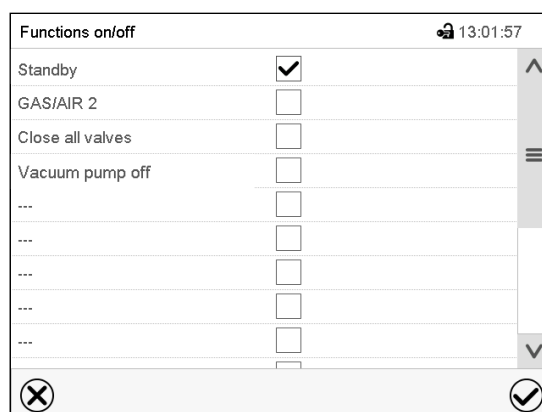 Functions on/off 13:01:57
Standby
GAS/AIR 2
Close all valves
Vacuum pump off
---
---
---
---
---